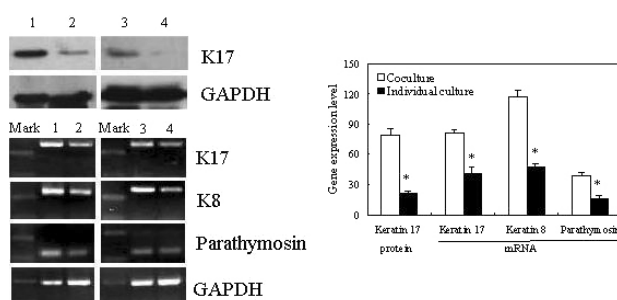 1 2 3 4
K17
GAPDH
Mark 1 2 Mark 3 4
K17
K8
Parathymosin
GAPDH
150
120
90
60
30
0
Gene expression level
Coculture
Individual culture
* * * *
Keratin 17 Keratin 17 Keratin 8 Parathymosin
protein mRNA